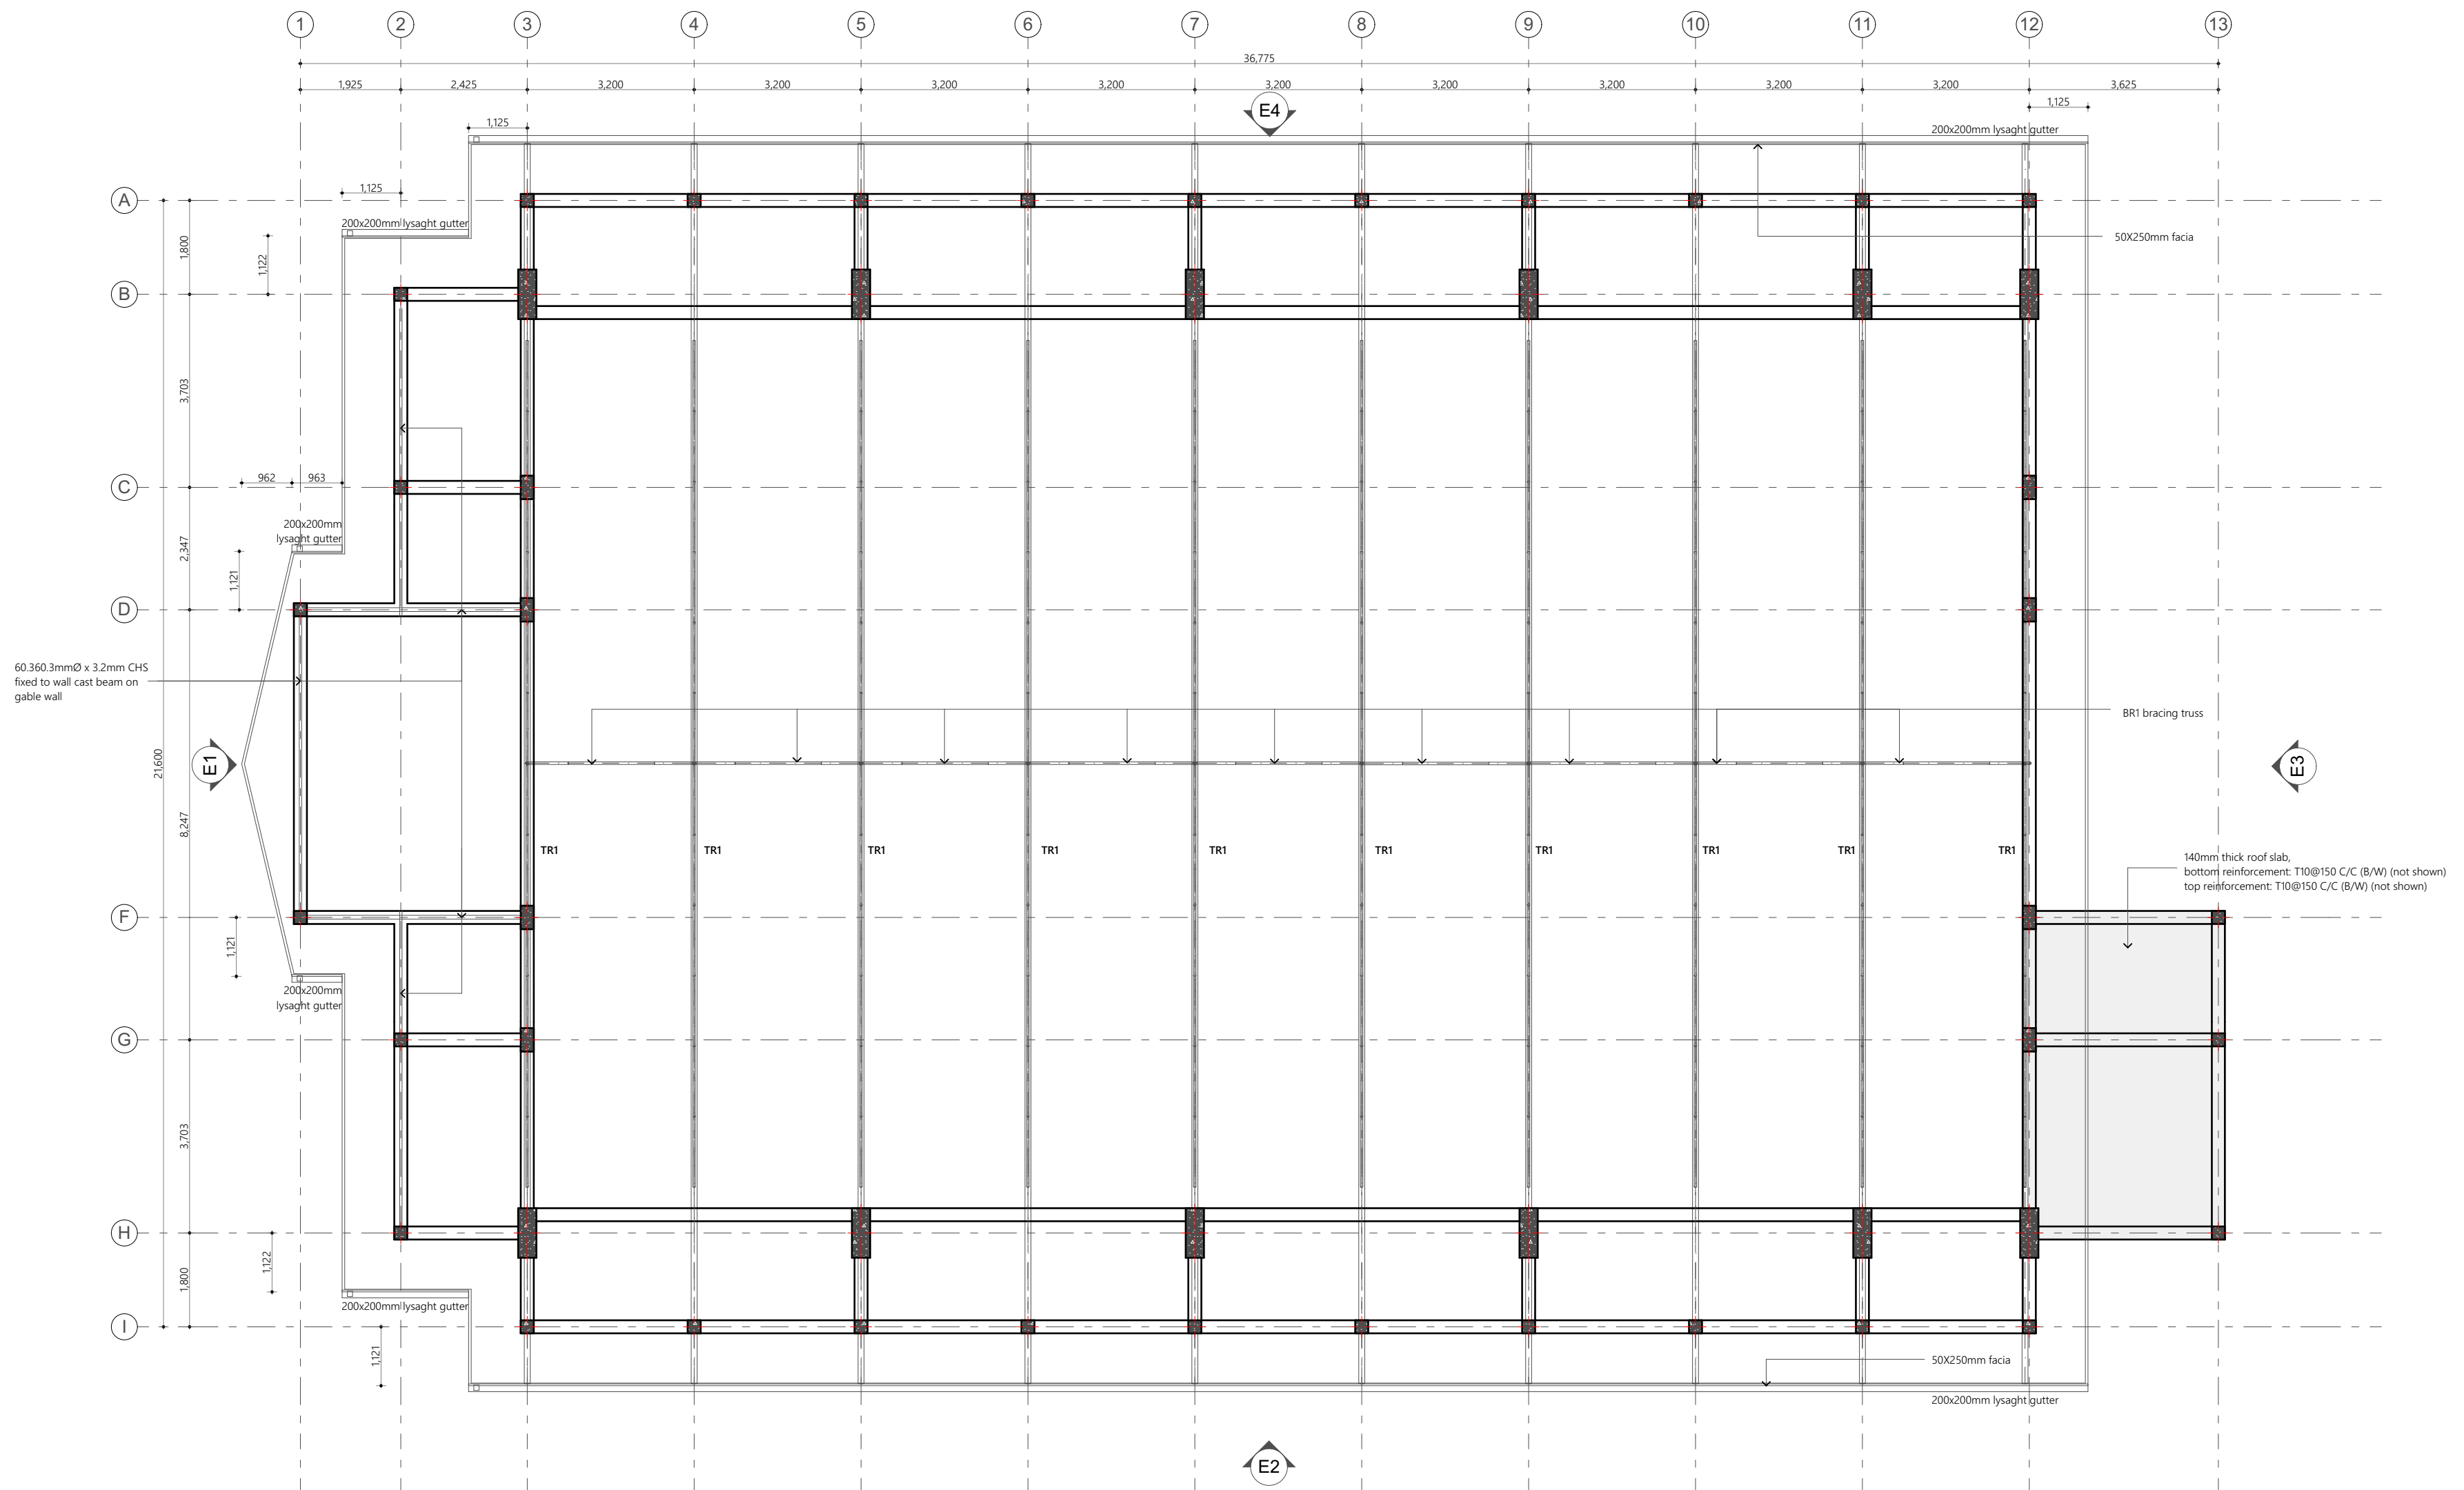 1 2 3 4 5 6 7 8 9 10 11 12 13
36,775
1,925 2,425 3,200 3,200 3,200 3,200 3,200 3,200 3,200 3,200 3,200 3,625
1,125
E4
1,125
200x200mm lysaght gutter
A
1,125
200x200mm lysaght gutter
50X250mm facia
1,800
1,122
B
3,703
C
962 963
200x200mm
lysaght gutter
2,347
1,121
D
60.360.3mmØ x 3.2mm CHS
fixed to wall cast beam on
gable wall
BR1 bracing truss
21,600
E1
E3
8,247
TR1 TR1 TR1 TR1 TR1 TR1 TR1 TR1 TR1 TR1
140mm thick roof slab,
bottom reinforcement: T10@150 C/C (B/W) (not shown)
top reinforcement: T10@150 C/C (B/W) (not shown)
F
1,121
200x200mm
lysaght gutter
G
3,703
H
1,122
1,800
200x200mm lysaght gutter
I
1,121
50X250mm facia
200x200mm lysaght gutter
E2